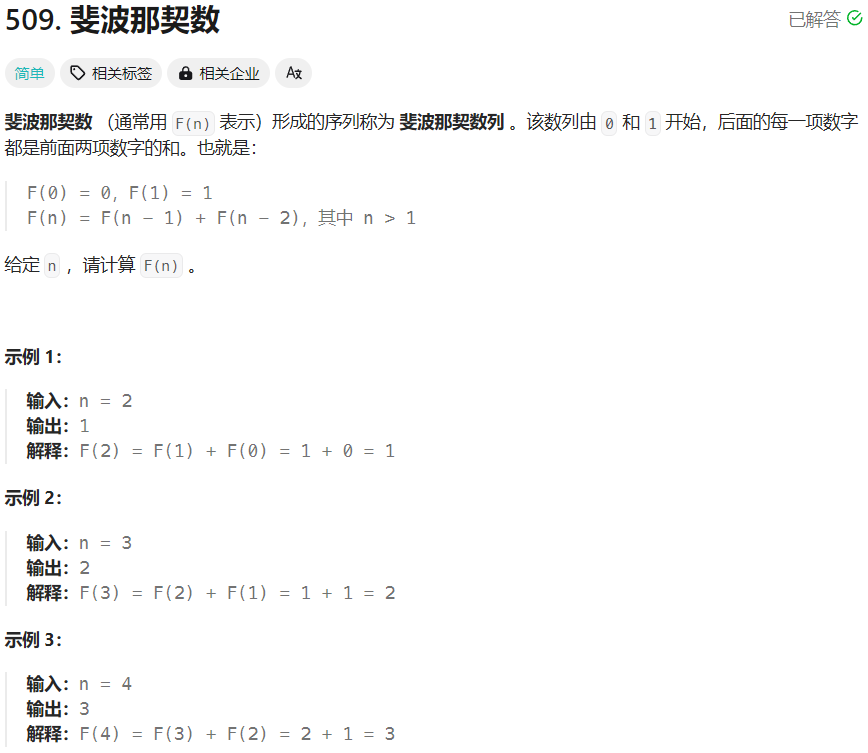 509. 斐波那契数
已解答
简单 相关标签 相关企业 Aあ
斐波那契数 （通常用 F(n) 表示）形成的序列称为 斐波那契数列 。该数列由 0 和 1 开始，后面的每一项数字
都是前面两项数字的和。也就是：
F(0) = 0，F(1) = 1
F(n) = F(n - 1) + F(n - 2)，其中 n > 1
给定 n ，请计算 F(n) 。
示例 1：
输入：n = 2
输出：1
解释：F(2) = F(1) + F(0) = 1 + 0 = 1
示例 2：
输入：n = 3
输出：2
解释：F(3) = F(2) + F(1) = 1 + 1 = 2
示例 3：
输入：n = 4
输出：3
解释：F(4) = F(3) + F(2) = 2 + 1 = 3